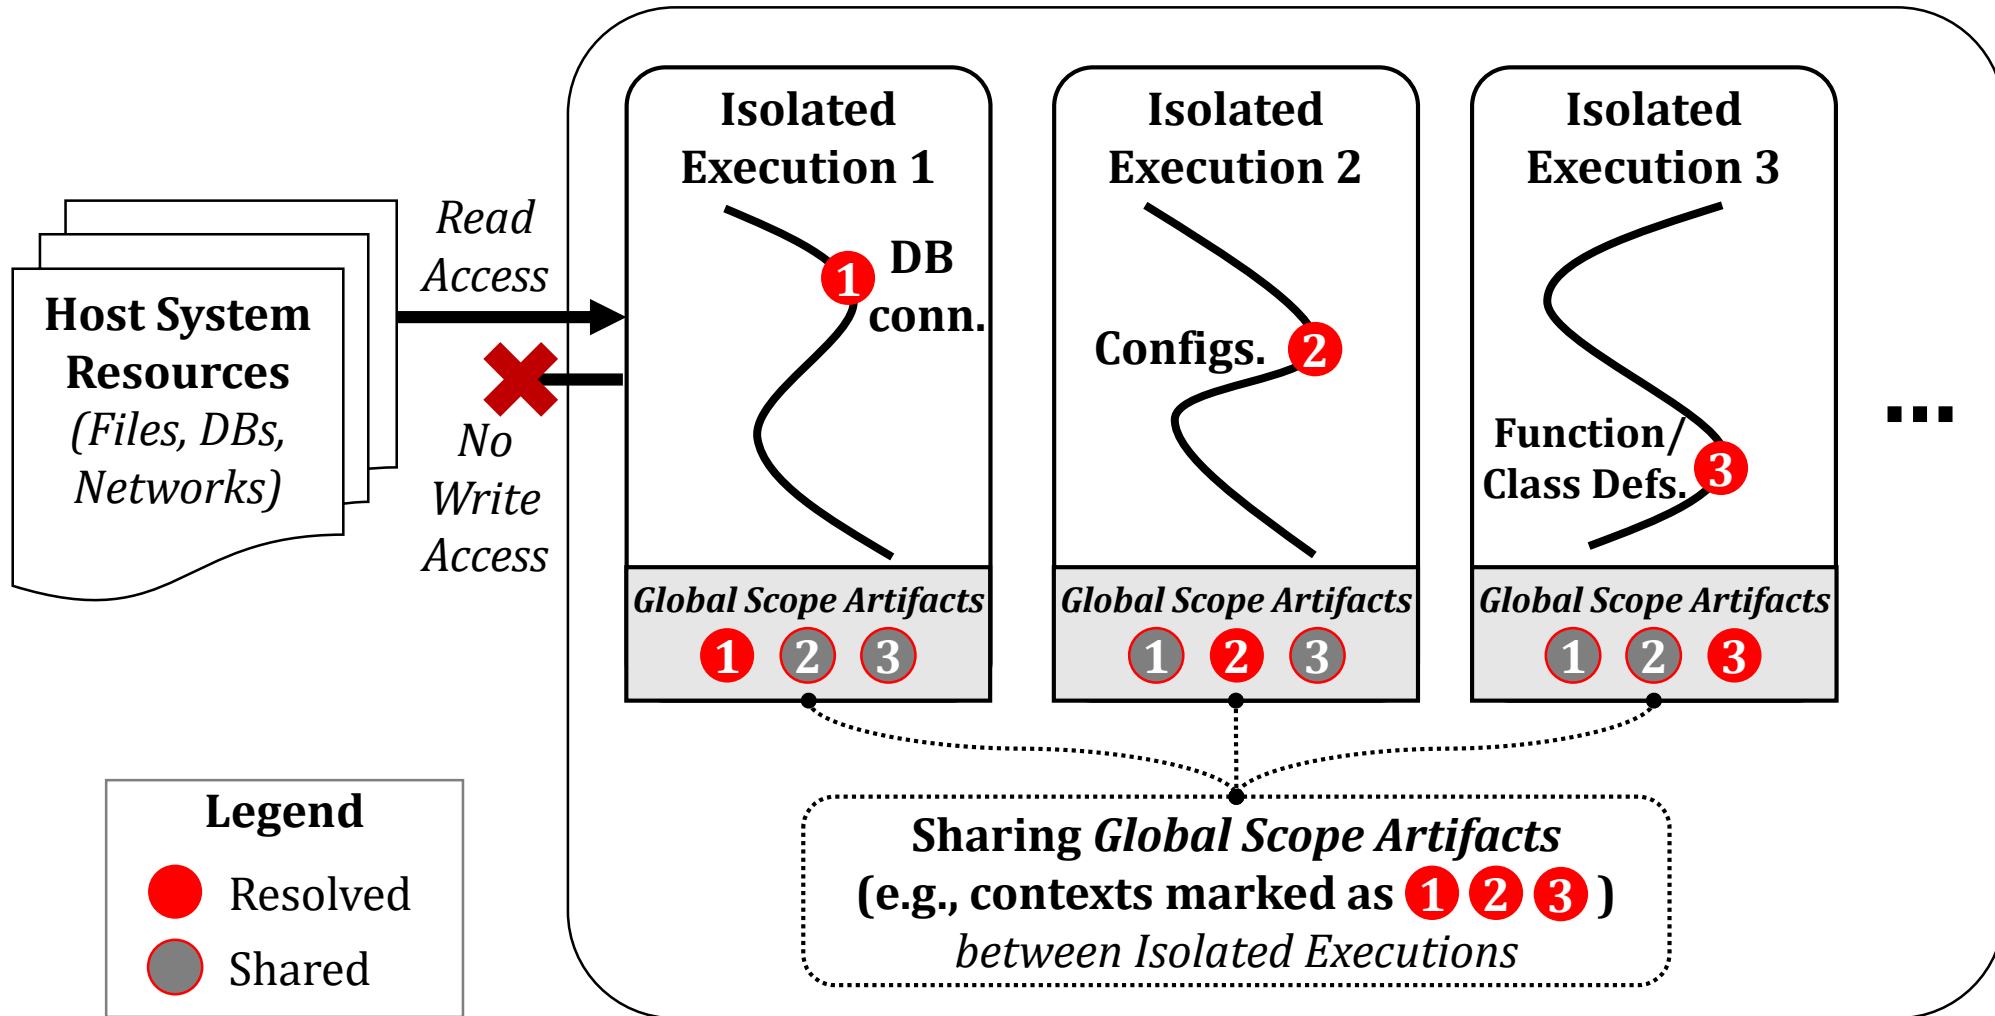 Host System
Resources
(Files, DBs,
Networks)
Read
Access
No
Write
Access
Isolated
Execution 1
1
DB
conn.
Global Scope Artifacts
1 2 3
Isolated
Execution 2
Configs.
2
Global Scope Artifacts
1 2 3
Isolated
Execution 3
Function/
Class Defs.
3
Global Scope Artifacts
1 2 3
...
Sharing Global Scope Artifacts
(e.g., contexts marked as 1 2 3 )
between Isolated Executions
Legend
Resolved
Shared